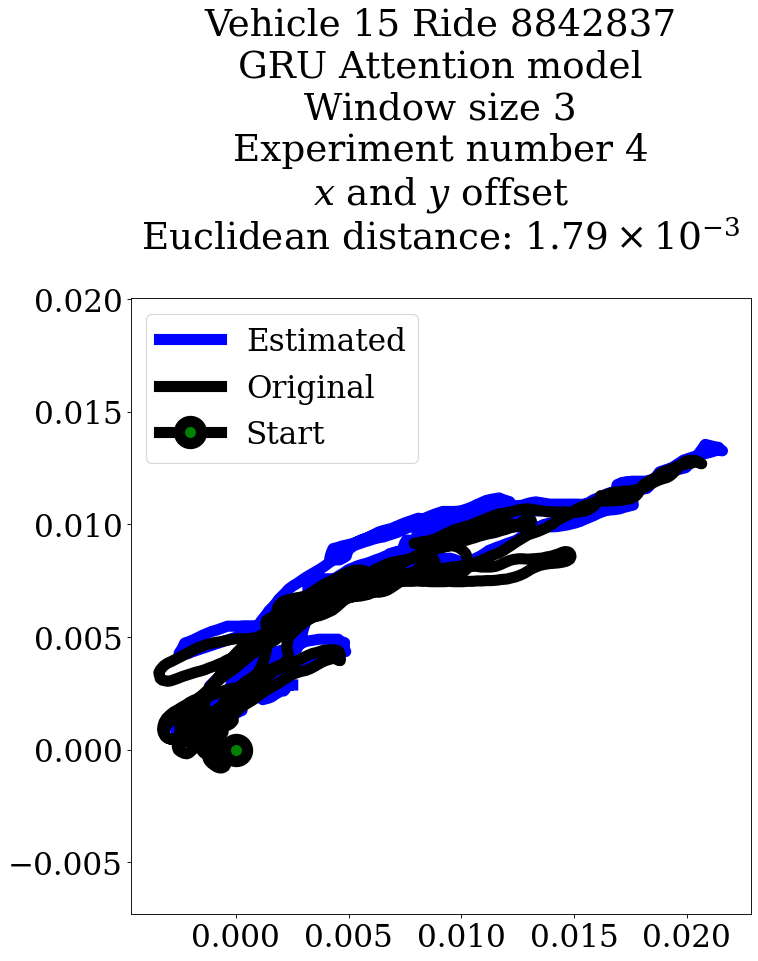 Vehicle 15 Ride 8842837
GRU Attention model
Window size 3
Experiment number 4
x and y offset
Euclidean distance: 1.79 × 10⁻³
0.020
0.015
0.010
0.005
0.000
−0.005
Estimated
Original
Start
0.000 0.005 0.010 0.015 0.020